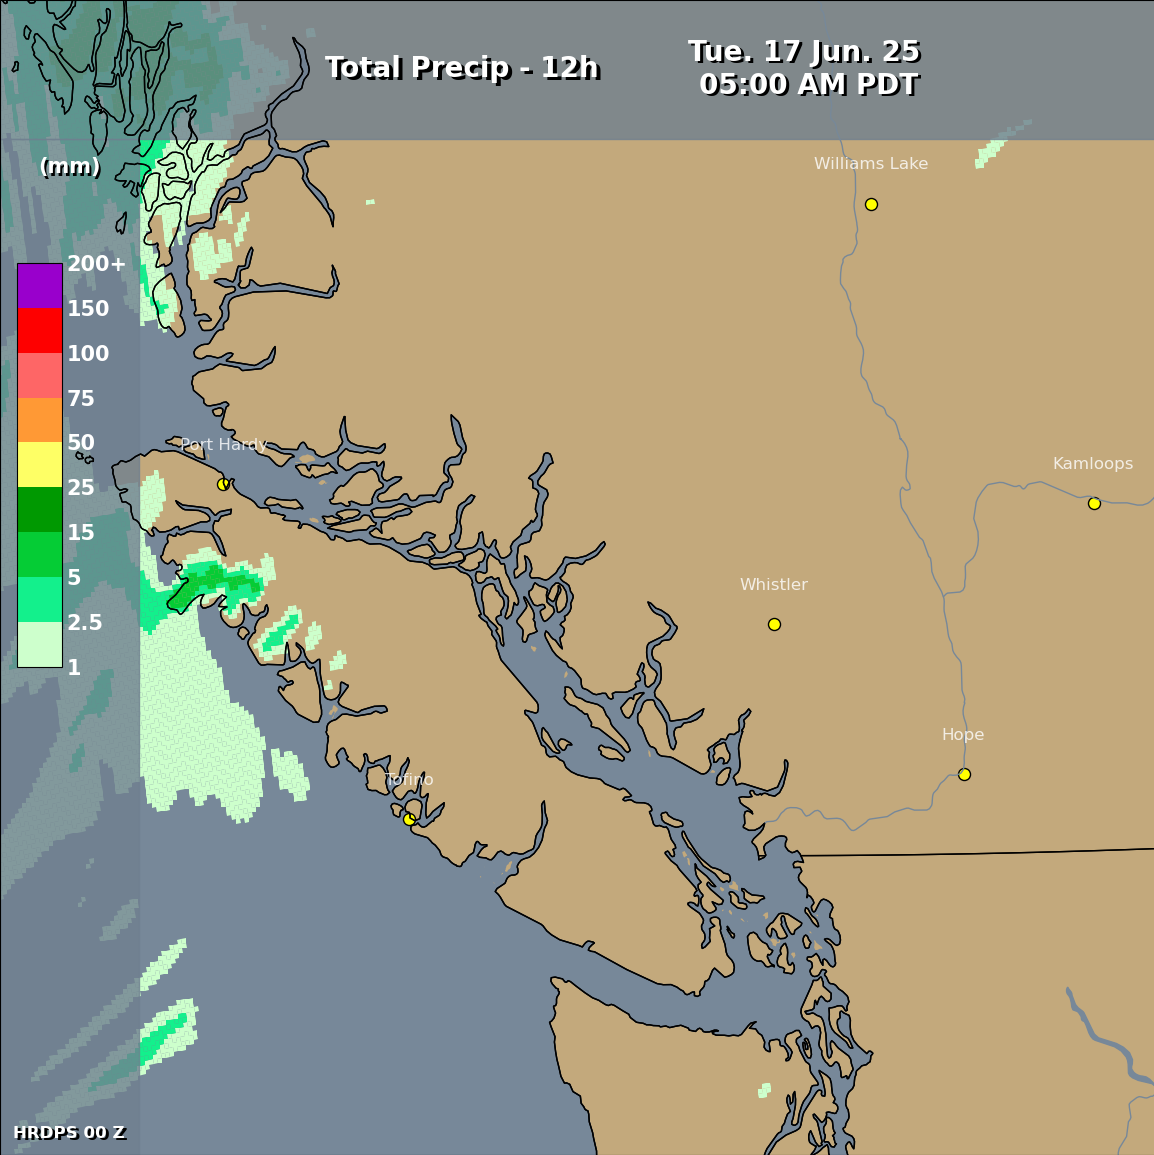 Total Precip - 12h
Tue. 17 Jun. 25
05:00 AM PDT
(mm)
200+
150
100
75
50
25
15
5
2.5
1
Williams Lake
Port Hardy
Kamloops
Whistler
Hope
Tofino
HRDPS 00 Z